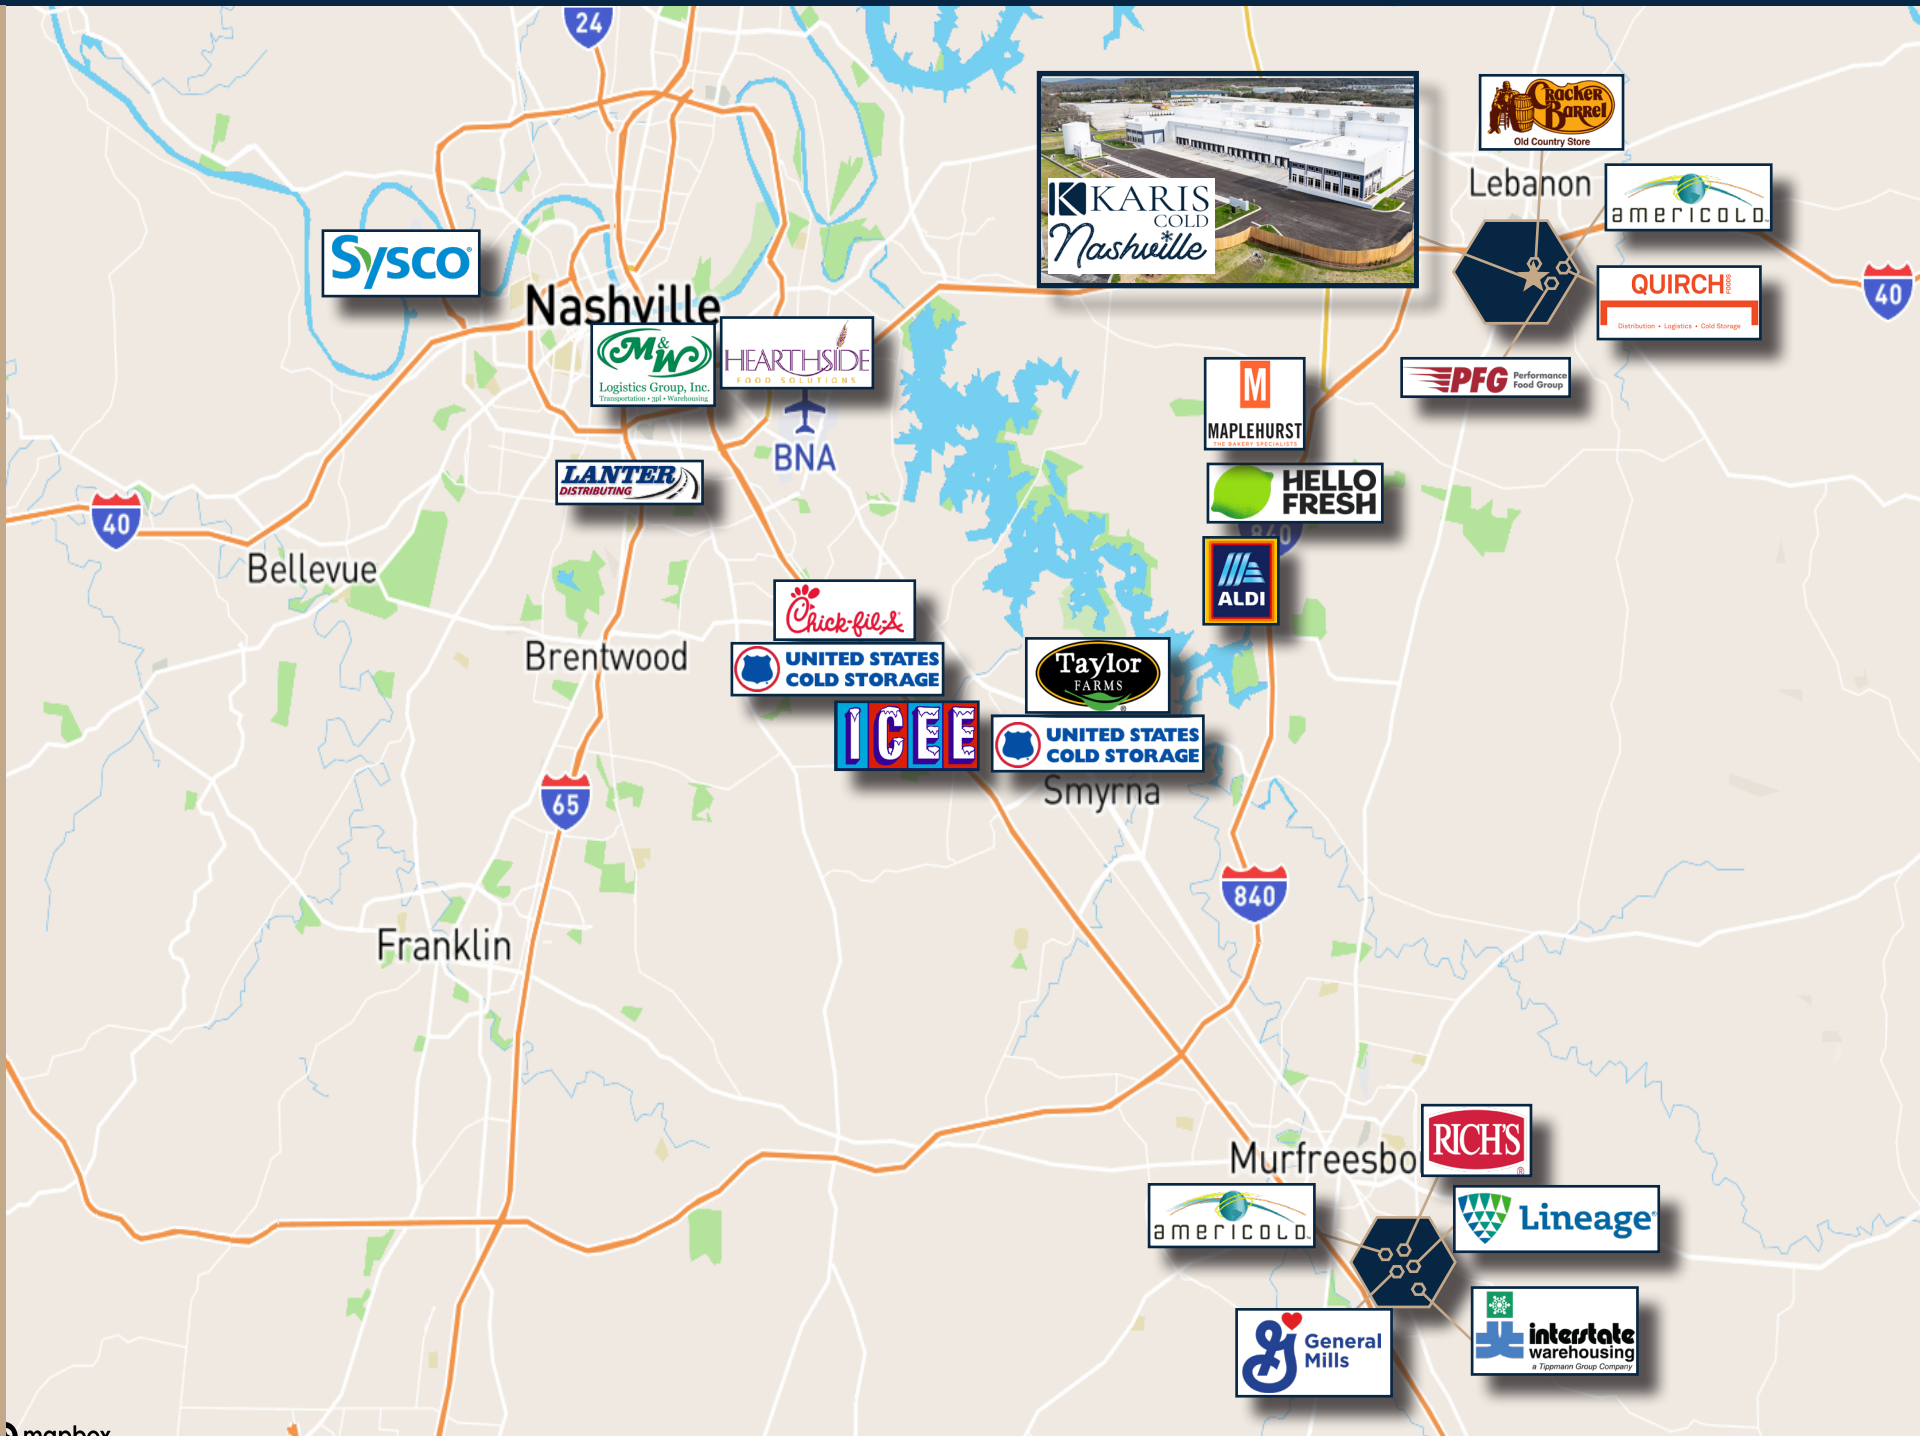 24
Cracker
Barrel
Old Country Store
Lebanon
americold
KARIS
COLD
Nashville
Sysco
QUIRCH
FOODS
Distribution • Logistics • Cold Storage
40
Nashville
M&W
Logistics Group, Inc.
Transportation • 3pl • Warehousing
HEARTHSIDE
FOOD SOLUTIONS
PFG Performance
Food Group
M
MAPLEHURST
THE BAKERY SPECIALISTS
BNA
LANTER
DISTRIBUTING
HELLO
FRESH
40
840
Bellevue
ALDI
Chick-fil-A
Brentwood
UNITED STATES
COLD STORAGE
Taylor
FARMS
ICEE
UNITED STATES
COLD STORAGE
Smyrna
65
840
Franklin
RICH'S
Murfreesbo
americold
Lineage
General
Mills
interstate
warehousing
a Tippmann Group Company
mapbox